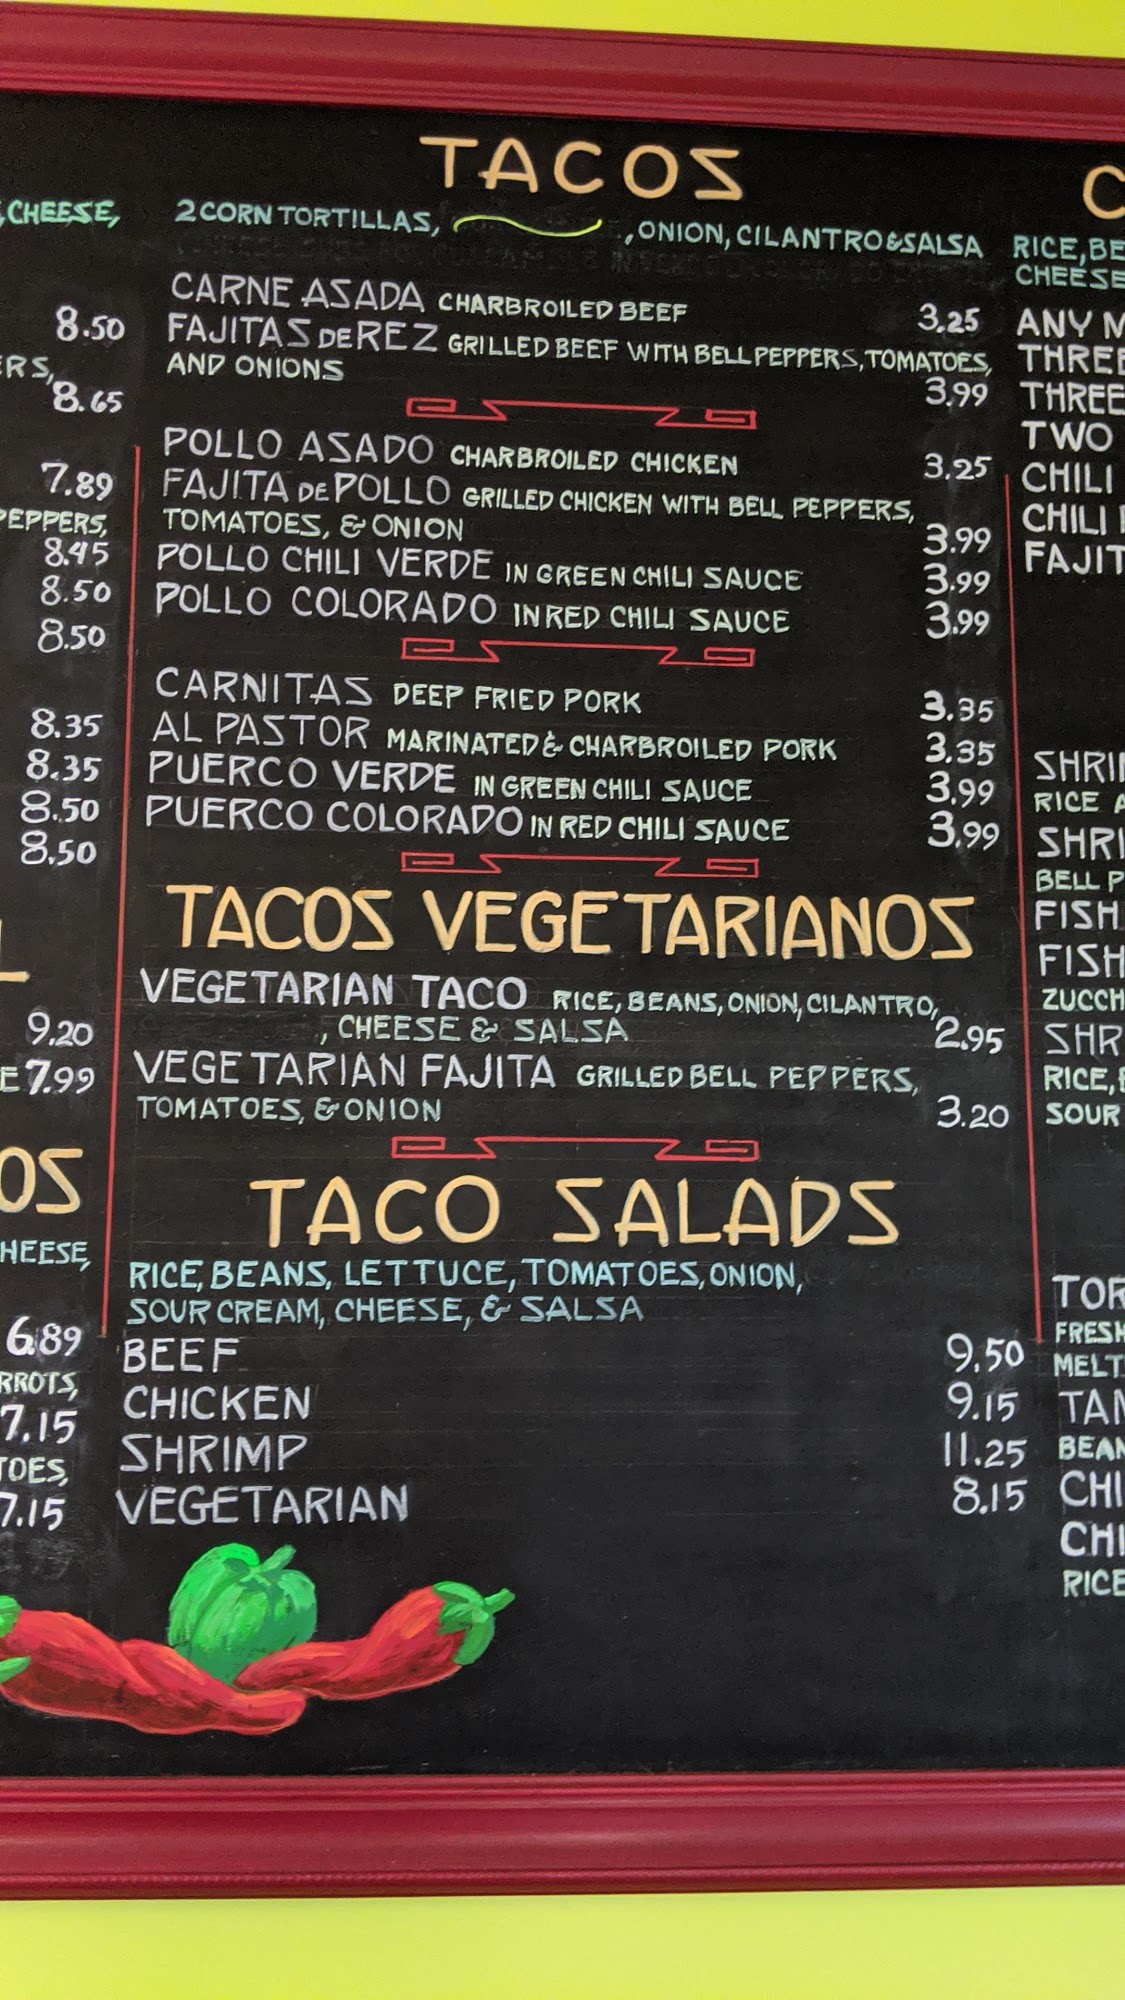 , CHEESE,
8.50
ERS,
8.65
7.89
PEPPERS,
8.45
8.50
8.50
8.35
8.35
8.50
8.50
9.20
E 7.99
OS
HEESE,
6.89
RROTS,
7.15
TOES,
7.15
TACOS
2 CORN TORTILLAS, , ONION, CILANTRO & SALSA
CARNE ASADA CHARBROILED BEEF 3.25
FAJITAS DE REZ GRILLED BEEF WITH BELL PEPPERS, TOMATOES,
AND ONIONS 3.99
POLLO ASADO CHARBROILED CHICKEN 3.25
FAJITA DE POLLO GRILLED CHICKEN WITH BELL PEPPERS,
TOMATOES, & ONION 3.99
POLLO CHILI VERDE IN GREEN CHILI SAUCE 3.99
POLLO COLORADO IN RED CHILI SAUCE 3.99
CARNITAS DEEP FRIED PORK 3.35
AL PASTOR MARINATED & CHARBROILED PORK 3.35
PUERCO VERDE IN GREEN CHILI SAUCE 3.99
PUERCO COLORADO IN RED CHILI SAUCE 3.99
TACOS VEGETARIANOS
VEGETARIAN TACO RICE, BEANS, ONION, CILANTRO,
, CHEESE & SALSA 2.95
VEGETARIAN FAJITA GRILLED BELL PEPPERS,
TOMATOES, & ONION 3.20
TACO SALADS
RICE, BEANS, LETTUCE, TOMATOES, ONION,
SOUR CREAM, CHEESE, & SALSA
BEEF 9.50
CHICKEN 9.15
SHRIMP 11.25
VEGETARIAN 8.15
C
RICE, BE
CHEESE
ANY M
THREE
THREE
TWO
CHILI
CHILI
FAJIT
SHRI
RICE A
SHRI
BELL P
FISH
FISH
ZUCCH
SHR
RICE,
SOUR
TOR
FRESH
MELT
TAM
BEAN
CHI
CHI
RICE